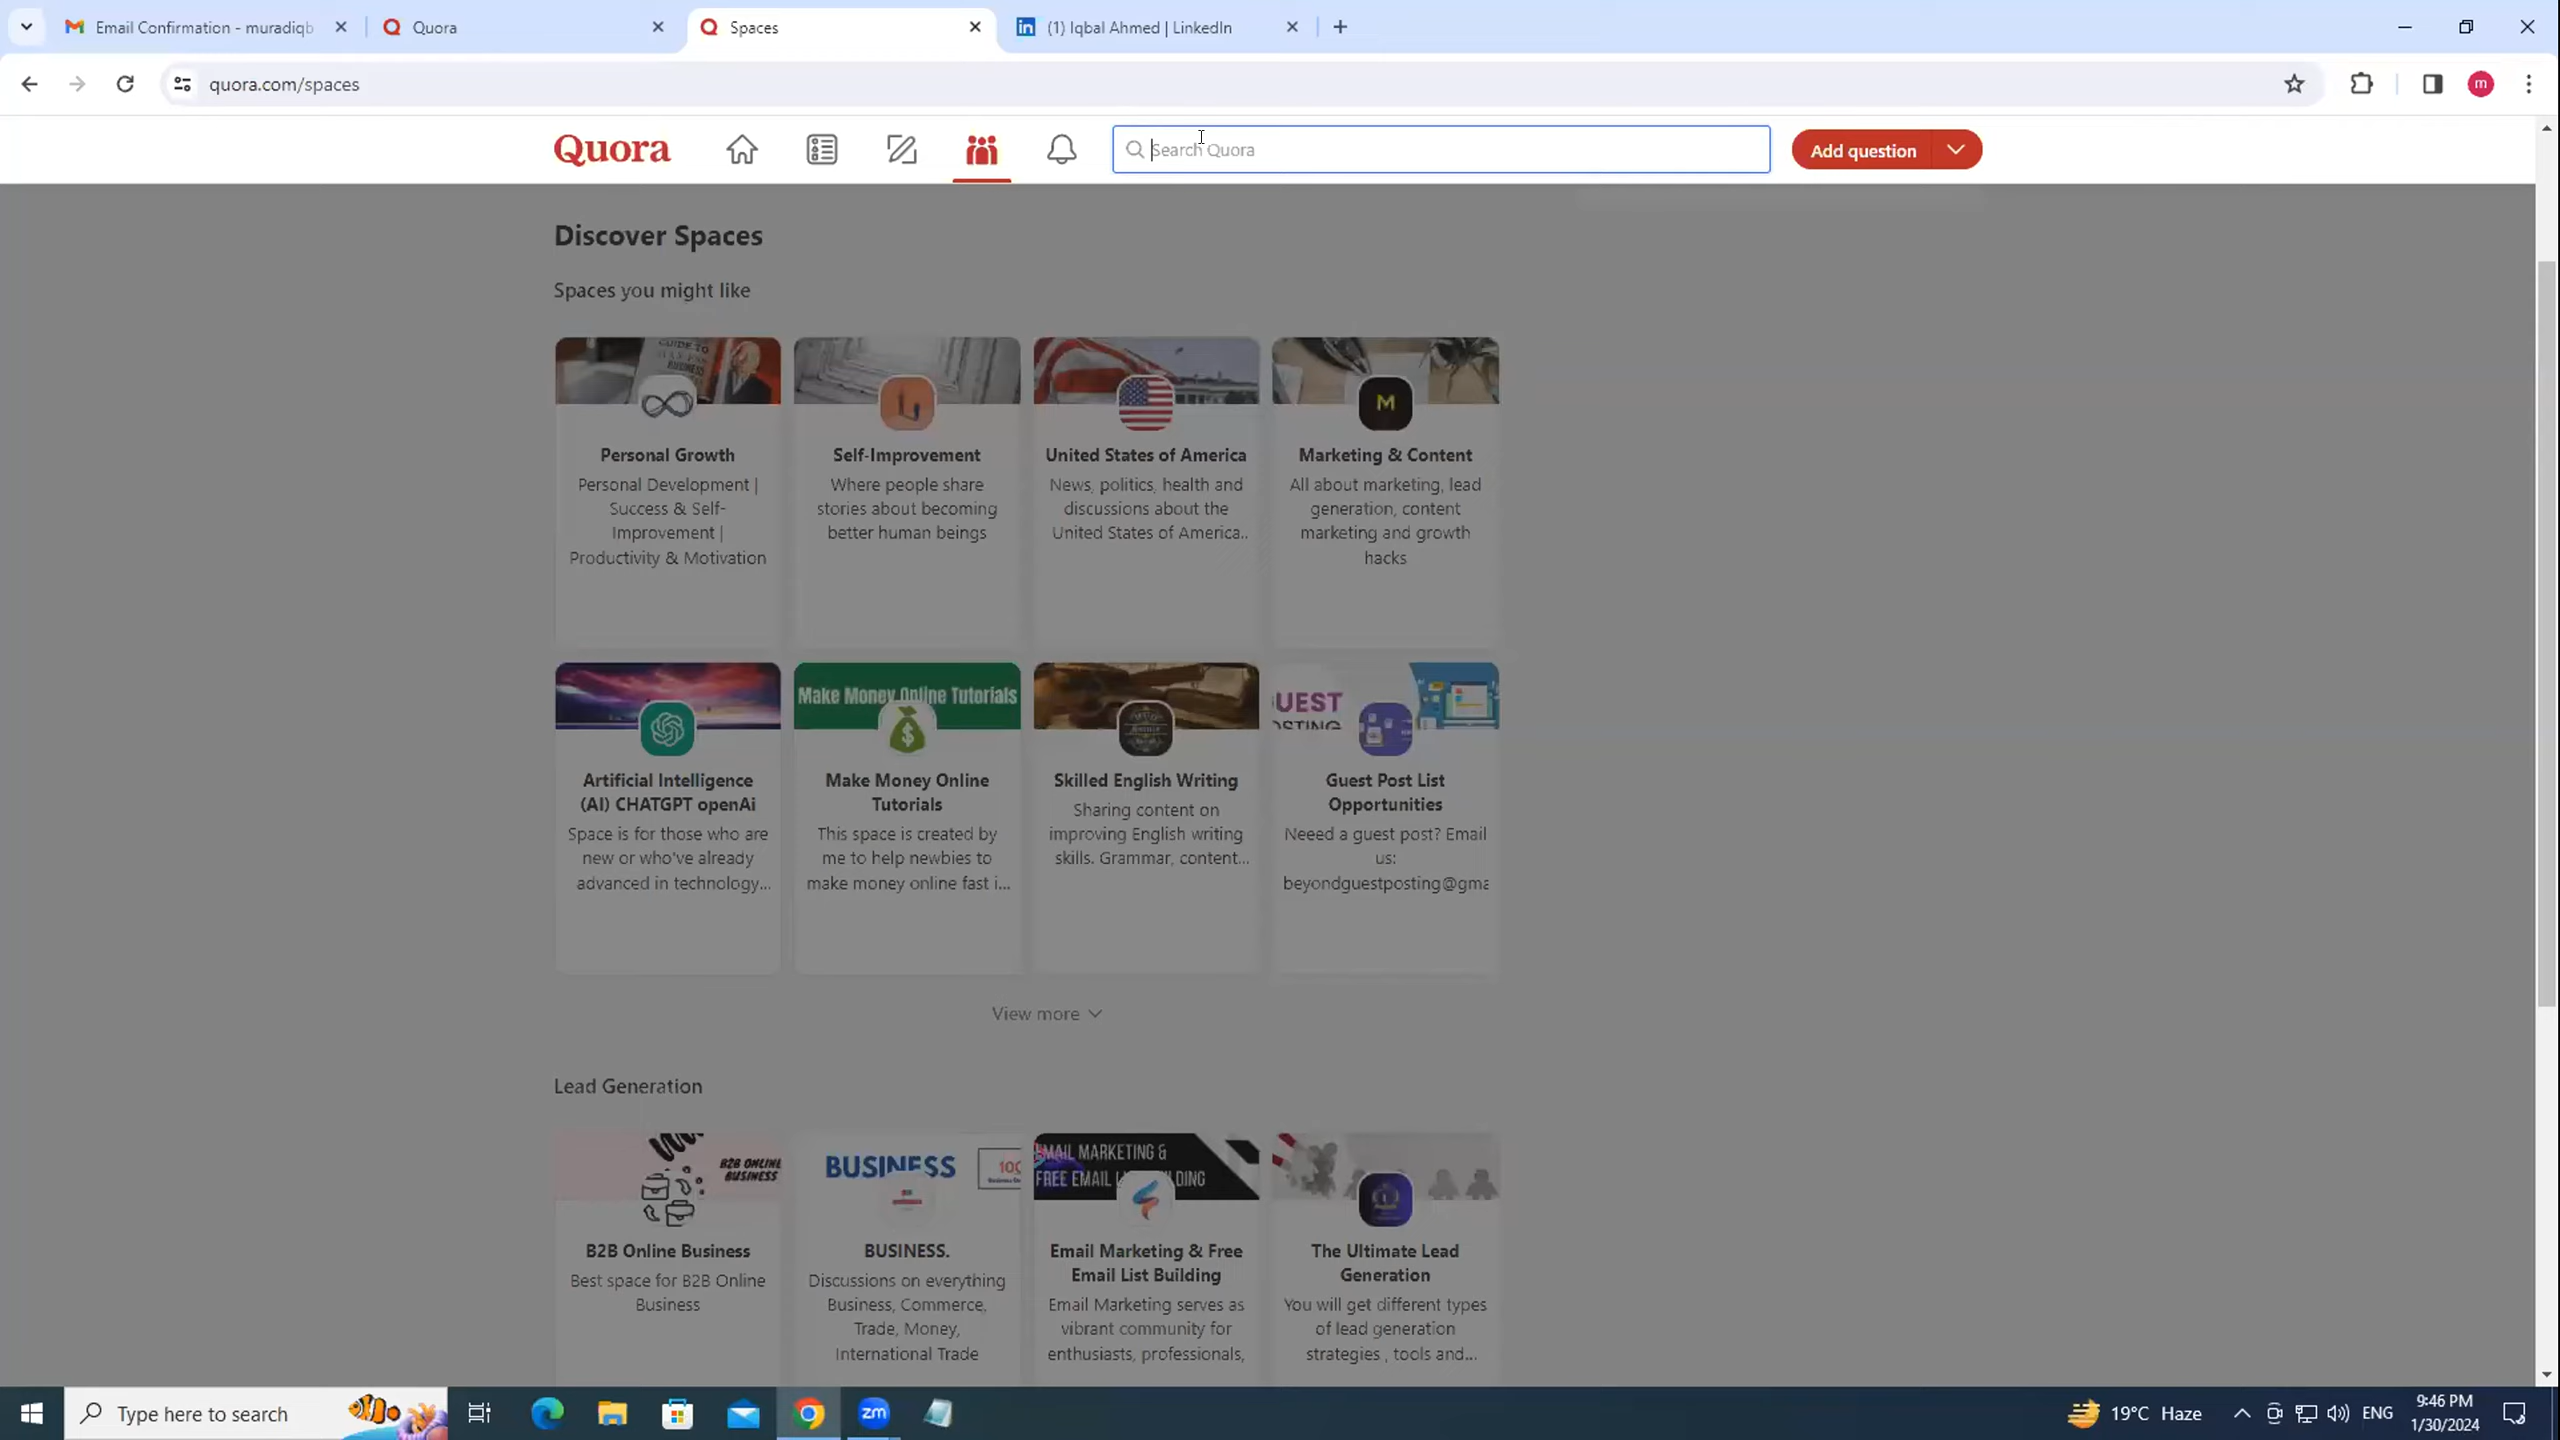 Email Confirmation - muradiqb
Quora
Spaces
(1) Iqbal Ahmed | LinkedIn
quora.com/spaces
m
Quora
Search Quora
Add question
Discover Spaces
Spaces you might like
Personal Growth
Personal Development |
Success & Self-
Improvement |
Productivity & Motivation
Self-Improvement
Where people share
stories about becoming
better human beings
United States of America
News, politics, health and
discussions about the
United States of America..
M
Marketing & Content
All about marketing, lead
generation, content
marketing and growth
hacks
Artificial Intelligence
(AI) CHATGPT openAi
Space is for those who are
new or who've already
advanced in technology...
Make Money Online Tutorials
Make Money Online
Tutorials
This space is created by
me to help newbies to
make money online fast i...
Skilled English Writing
Sharing content on
improving English writing
skills. Grammar, content...
UEST
Guest Post List
Opportunities
Neeed a guest post? Email
us:
beyondguestposting@gma
View more
Lead Generation
B2B ONLINE
BUSINESS
B2B Online Business
Best space for B2B Online
Business
BUSINESS
BUSINESS.
Discussions on everything
Business, Commerce,
Trade, Money,
International Trade
EMAIL MARKETING &
FREE EMAIL
Email Marketing & Free
Email List Building
Email Marketing serves as
vibrant community for
enthusiasts, professionals,
The Ultimate Lead
Generation
You will get different types
of lead generation
strategies , tools and...
Type here to search
zm
19°C Haze
ENG
9:46 PM
1/30/2024